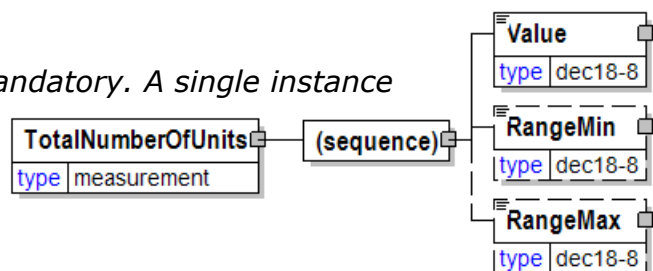 Value
type dec18-8
andatory. A single instance
RangeMin
TotalNumberOfUnits
(sequence)
type dec18-8
type measurement
RangeMax
type dec18-8